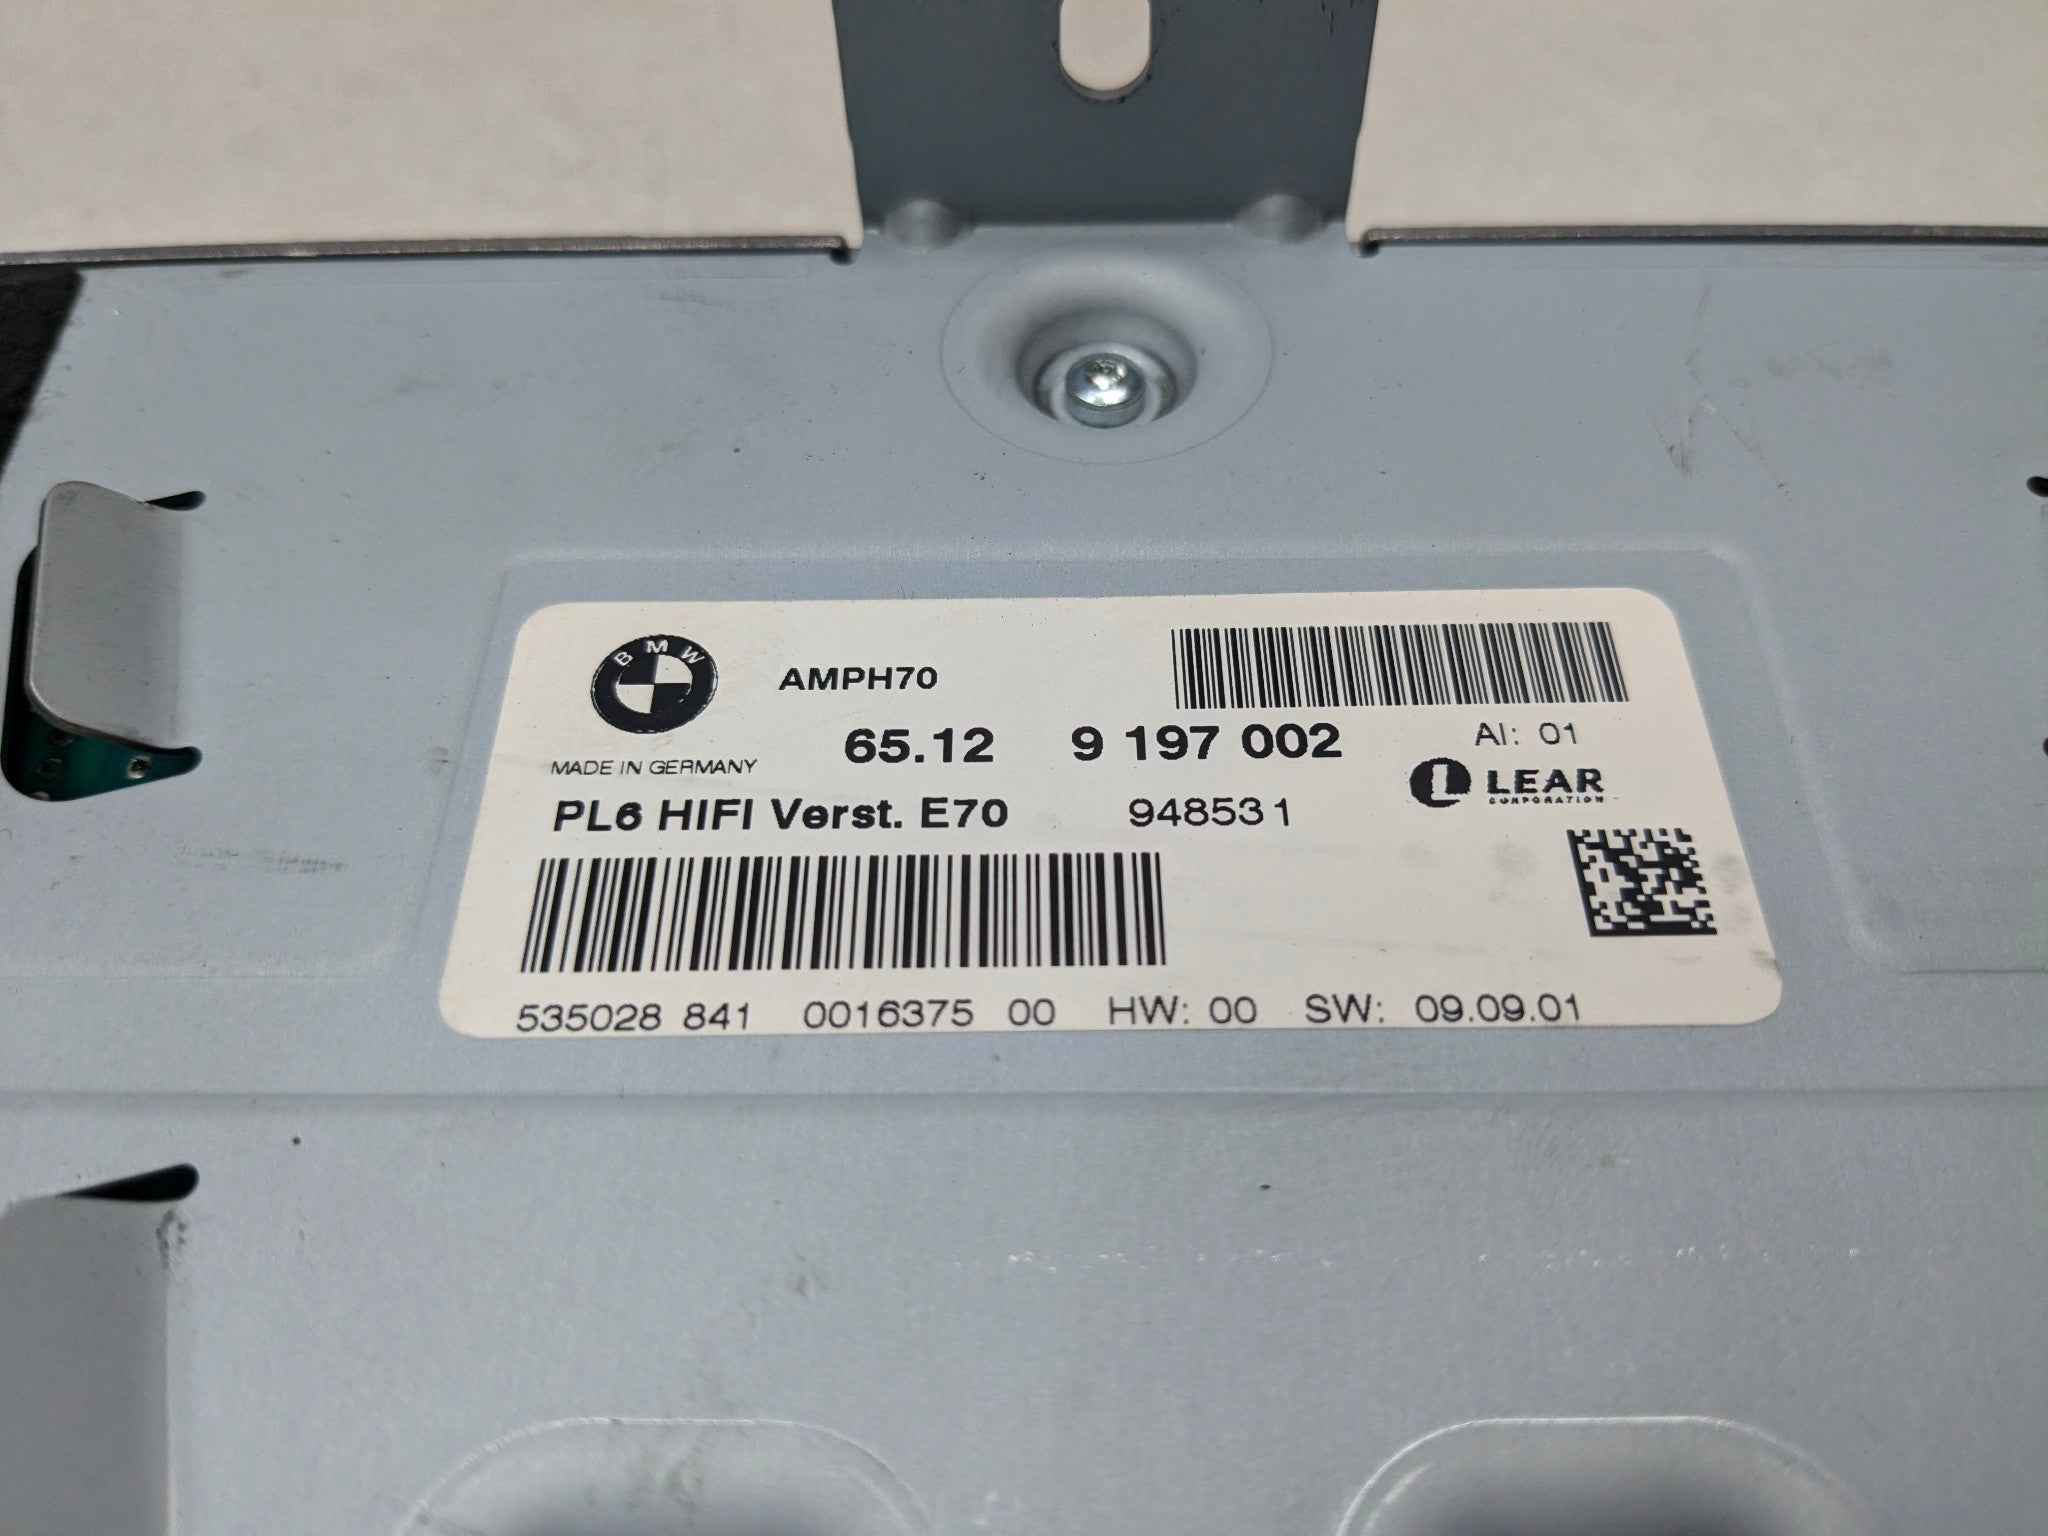 BMW
AMPH70
65.12 9 197 002 AI: 01
MADE IN GERMANY
LEAR
CORPORATION
PL6 HIFI Verst. E70 948531
535028 841 0016375 00 HW: 00 SW: 09.09.01